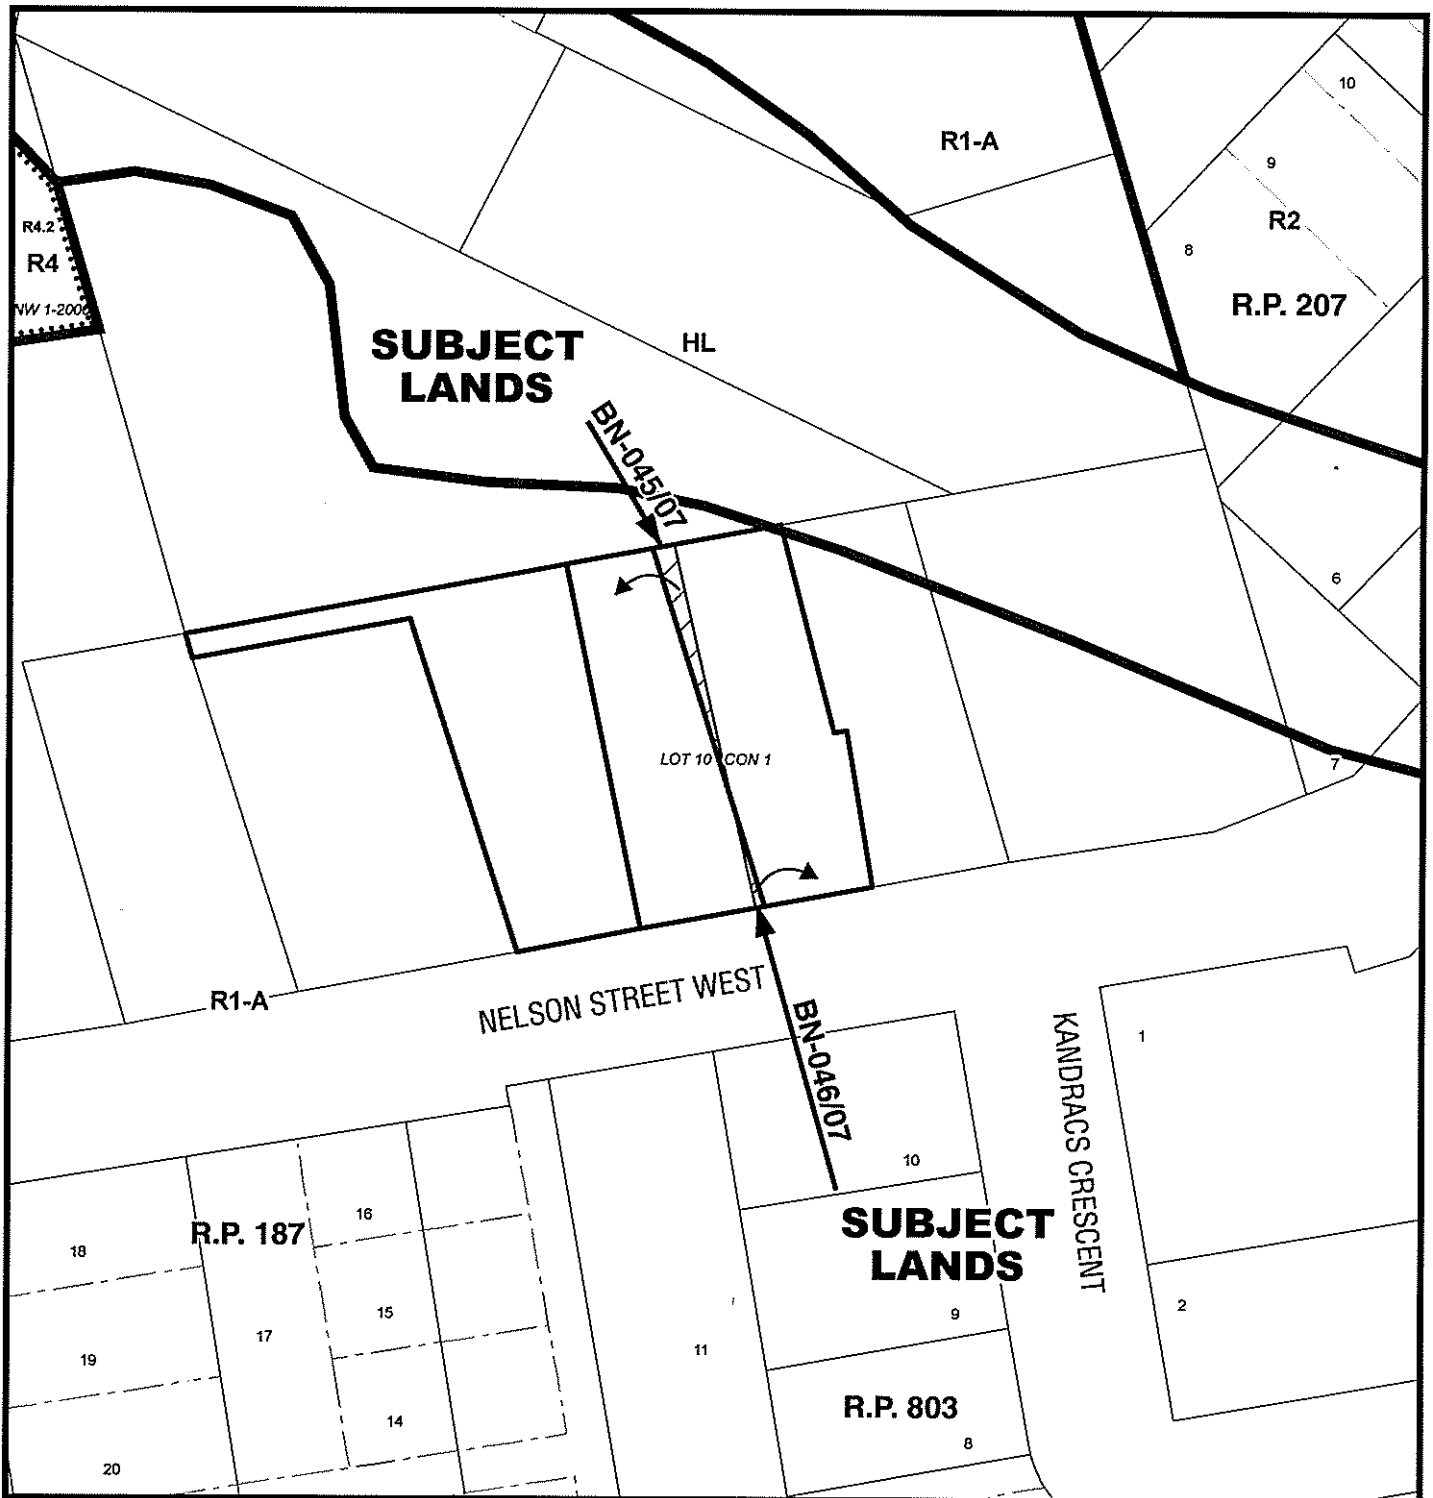 10
R1-A
9
R4.2
R2
8
R4
R.P. 207
NW 1-2000
SUBJECT
LANDS
HL
BN-045/07
6
LOT 10 CON 1
7
R1-A
NELSON STREET WEST
BN-046/07
KANDRACS CRESCENT
1
10
16
R.P. 187
18
SUBJECT
LANDS
2
15
9
17
19
11
R.P. 803
14
8
20